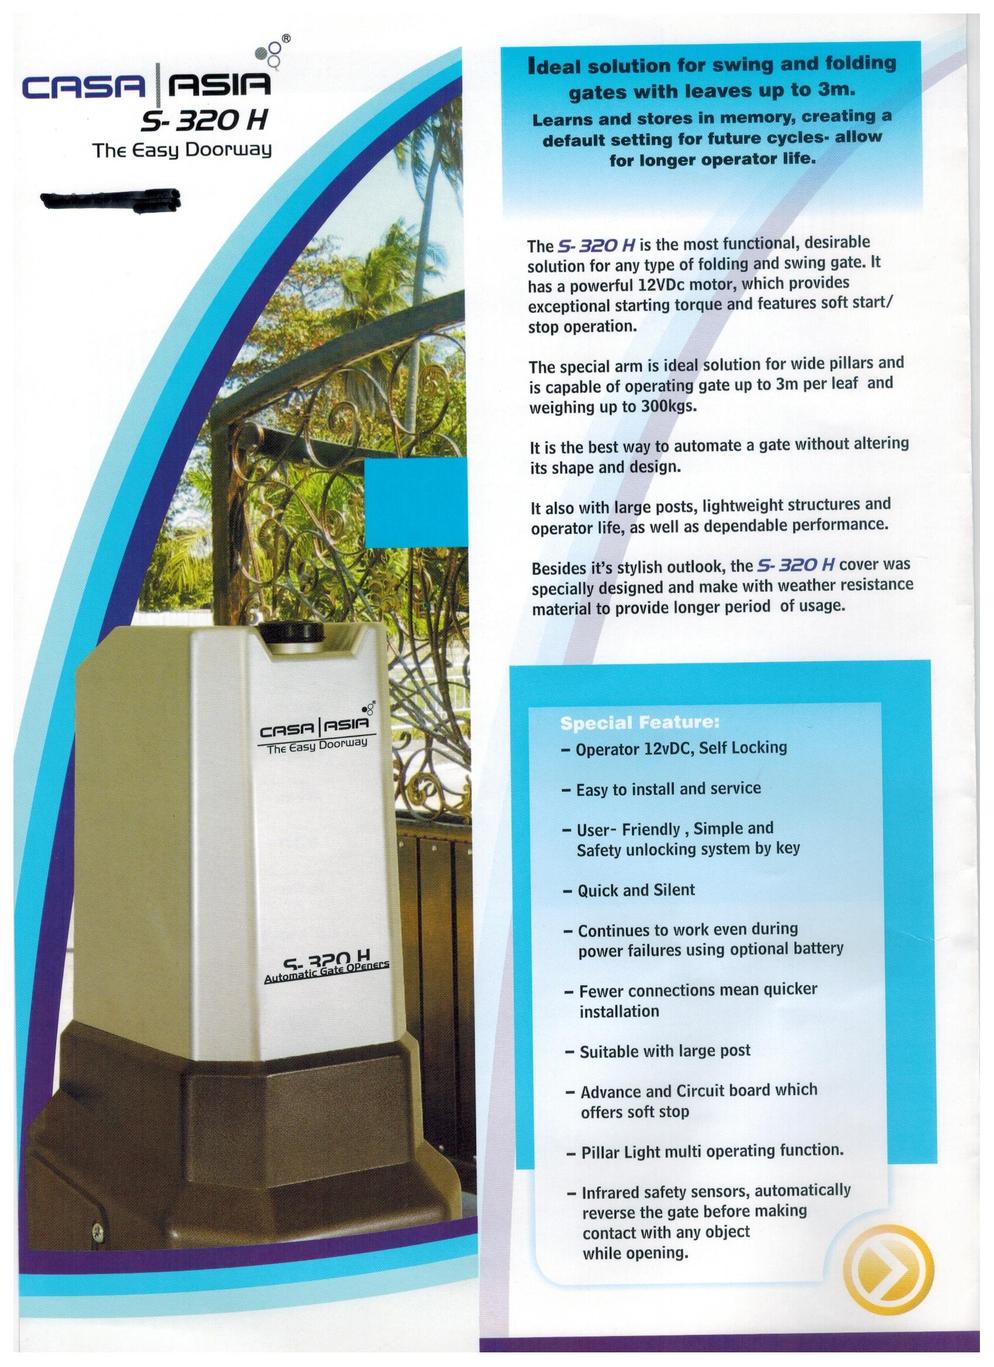 CASA|ASIA®
S-320 H
The Easy Doorway
Ideal solution for swing and folding
gates with leaves up to 3m.
Learns and stores in memory, creating a
default setting for future cycles- allow
for longer operator life.
The S-320 H is the most functional, desirable
solution for any type of folding and swing gate. It
has a powerful 12VDc motor, which provides
exceptional starting torque and features soft start/
stop operation.
The special arm is ideal solution for wide pillars and
is capable of operating gate up to 3m per leaf and
weighing up to 300kgs.
It is the best way to automate a gate without altering
its shape and design.
It also with large posts, lightweight structures and
operator life, as well as dependable performance.
Besides it's stylish outlook, the S-320 H cover was
specially designed and make with weather resistance
material to provide longer period of usage.
CASA|ASIA
The Easy Doorway
S-320 H
Automatic Gate OPeners
Special Feature:
– Operator 12vDC, Self Locking
– Easy to install and service
– User- Friendly , Simple and
Safety unlocking system by key
– Quick and Silent
– Continues to work even during
power failures using optional battery
– Fewer connections mean quicker
installation
– Suitable with large post
– Advance and Circuit board which
offers soft stop
– Pillar Light multi operating function.
– Infrared safety sensors, automatically
reverse the gate before making
contact with any object
while opening.